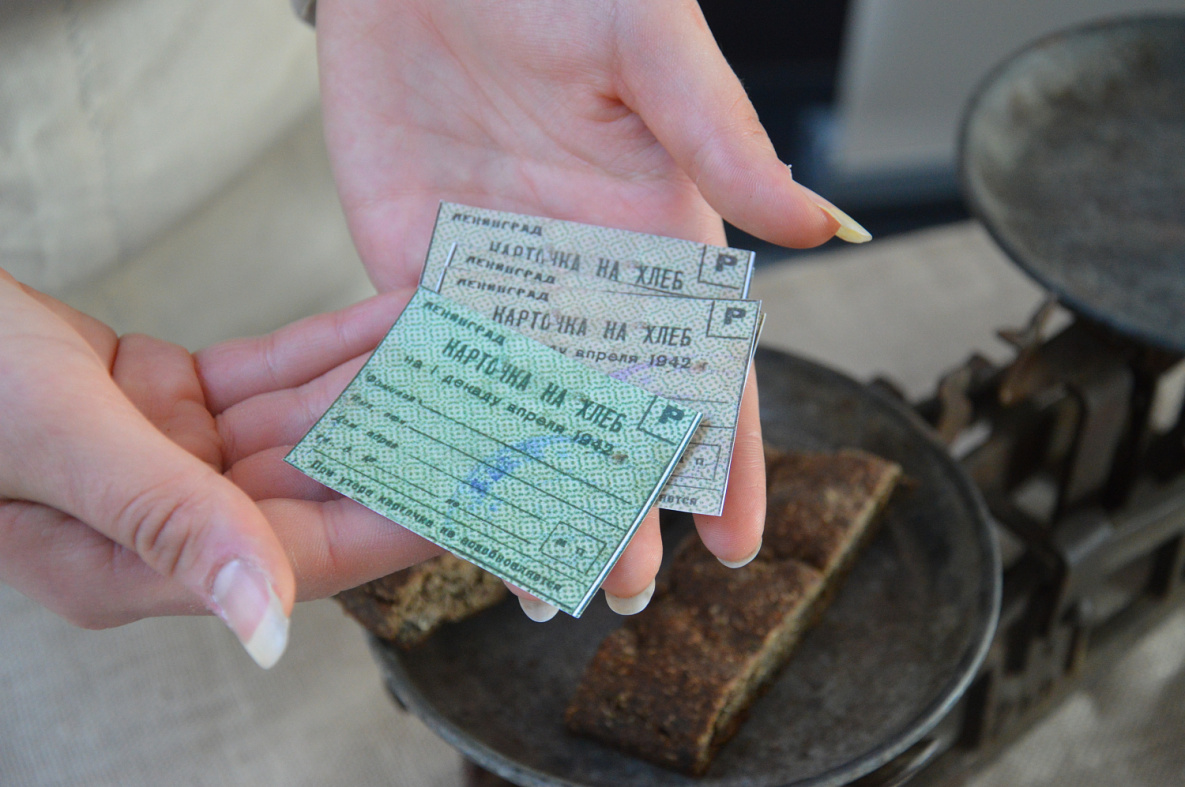 ЛЕНИНГРАД
КАРТОЧКА НА ХЛЕБ
Р
ЛЕНИНГРАД
ЛЕНИНГРАД
КАРТОЧКА НА ХЛЕБ
Р
апреля 1942
м п
ЛЕНИНГРАД
КАРТОЧКА НА ХЛЕБ
Р
на I декаду апреля 1942
Фамилия
м п
При утере карточка не возобновляется